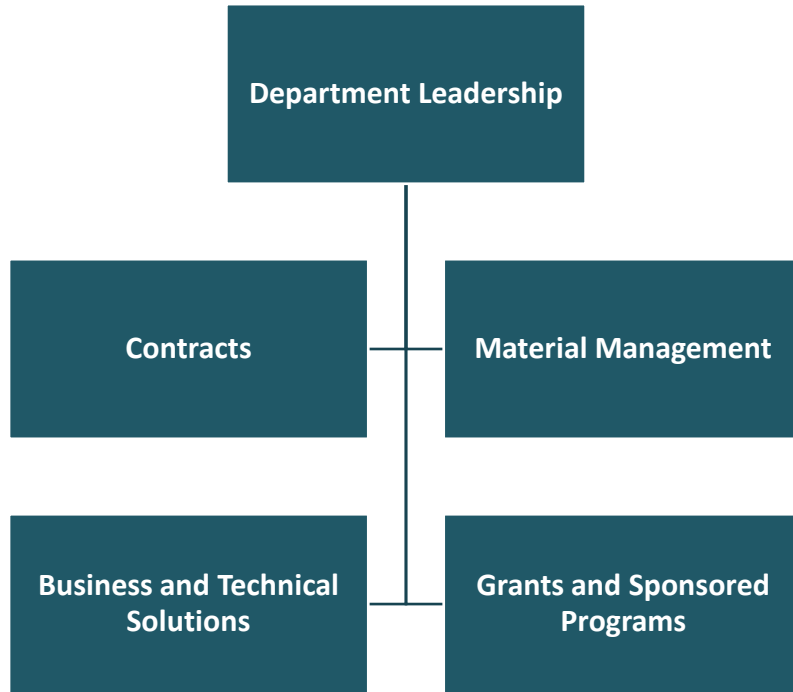 Department Leadership
Contracts
Material Management
Business and Technical
Solutions
Grants and Sponsored
Programs